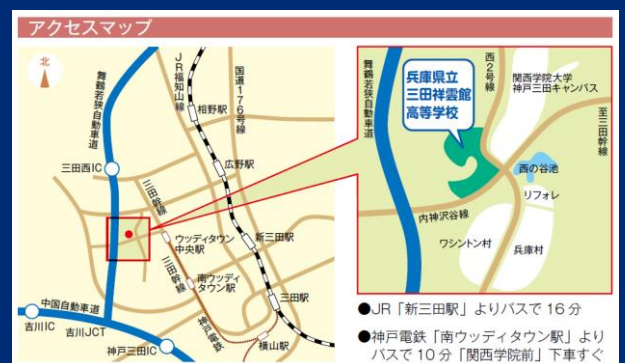 アクセスマップ
北
舞鶴若狭自動車道
JR福知山線
国道176号線
相野駅
三田西IC
広野駅
三田幹線
ウッディタウン
中央駅
新三田駅
三田幹線
南ウッディ
タウン駅
三田駅
中国自動車道
吉川IC
吉川JCT
神戸三田IC
神戸電鉄
横山駅
舞鶴若狭自動車道
兵庫県立
三田祥雲館
高等学校
西2号線
関西学院大学
神戸三田キャンパス
至三田幹線
西の谷池
リフォレ
内神沢谷線
ワシントン村
兵庫村
●JR「新三田駅」よりバスで16分
●神戸電鉄「南ウッディタウン駅」より
バスで10分「関西学院前」下車すぐ